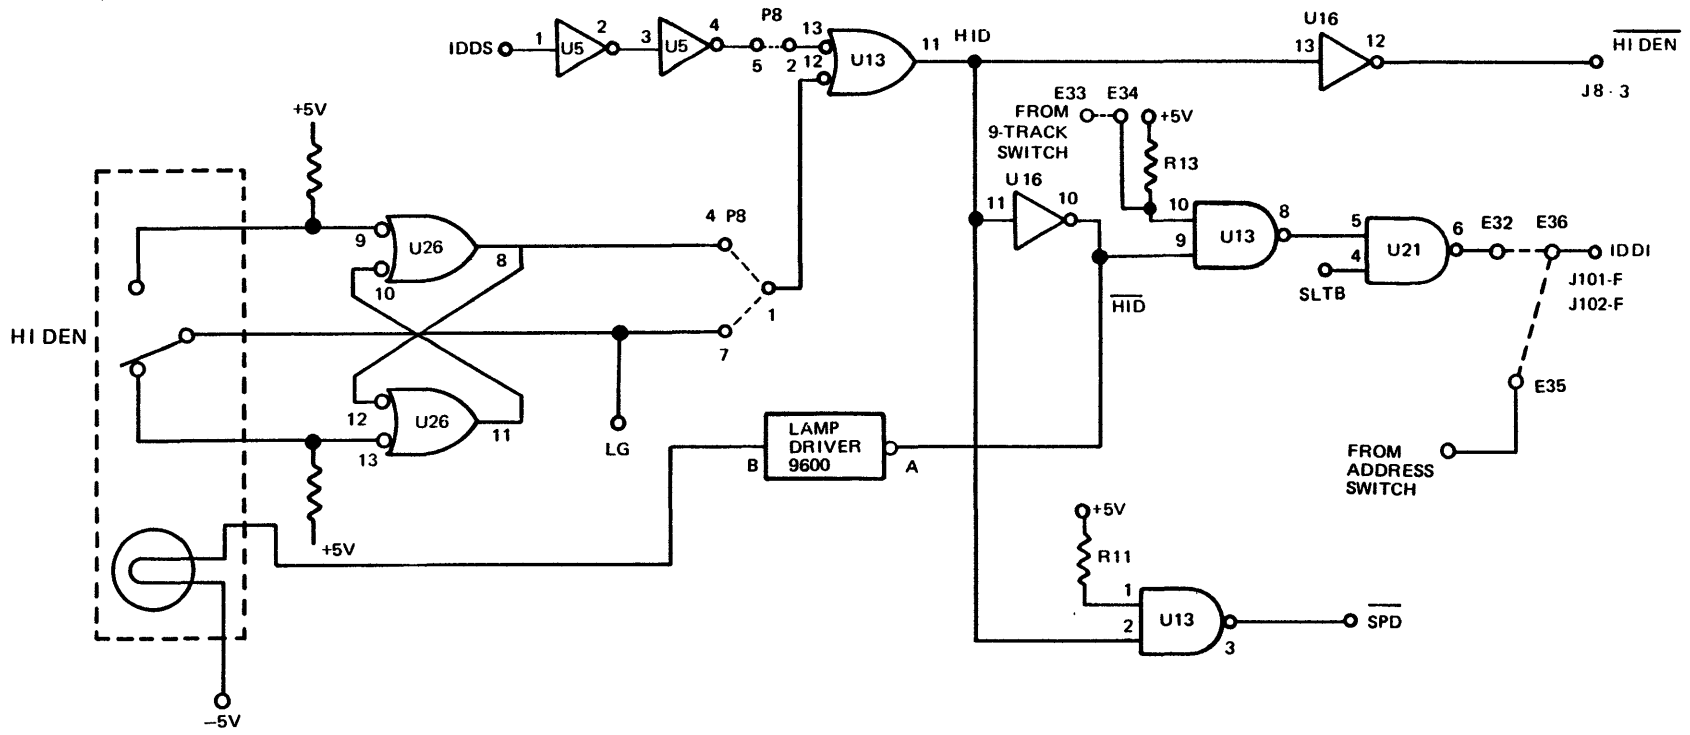 IDDS
1
U5
2
3
U5
4
P8
5
2
13
12
U13
11
HID
U16
13
12
HI DEN
J8 - 3
+5V
HI DEN
9
10
U26
8
12
13
U26
11
+5V
-5V
4 P8
1
7
LG
E33 E34
FROM
9-TRACK
SWITCH
+5V
R13
U16
11
10
10
9
U13
8
HID
5
4
U21
6
SLTB
E32
E36
IDDI
J101-F
J102-F
E35
FROM
ADDRESS
SWITCH
B
LAMP
DRIVER
9600
A
+5V
R11
1
2
U13
3
SPD